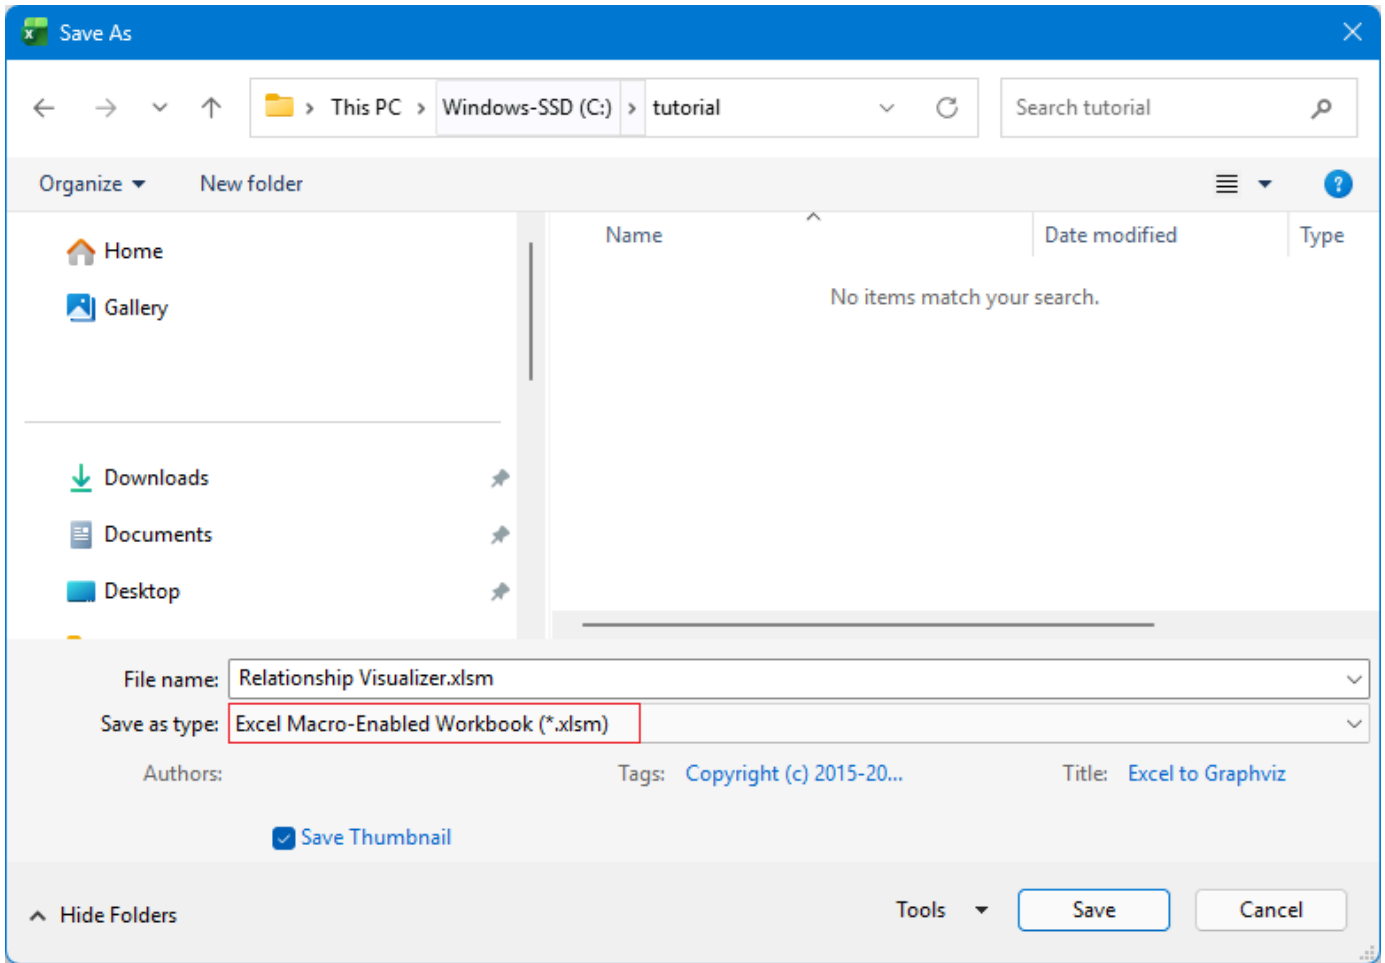 Save As
This PC > Windows-SSD (C:) > tutorial
Search tutorial
Organize
New folder
Home
Gallery
Downloads
Documents
Desktop
Name
Date modified
Type
No items match your search.
File name: Relationship Visualizer.xlsm
Save as type: Excel Macro-Enabled Workbook (*.xlsm)
Authors:
Tags: Copyright (c) 2015-20...
Title: Excel to Graphviz
Save Thumbnail
Hide Folders
Tools
Save
Cancel